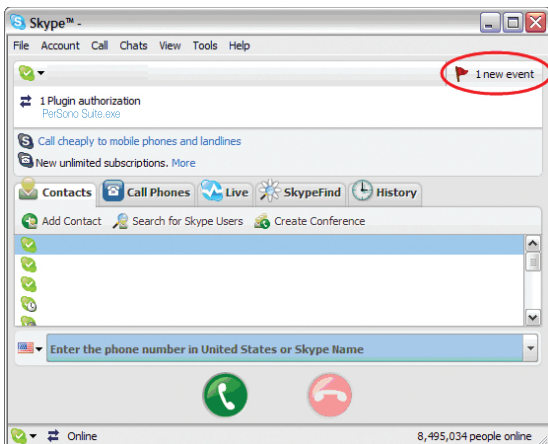 Skype™ -
File Account Call Chats View Tools Help
1 new event
1 Plugin authorization
PerSono Suite.exe
Call cheaply to mobile phones and landlines
New unlimited subscriptions. More
Contacts Call Phones Live SkypeFind History
Add Contact Search for Skype Users Create Conference
Enter the phone number in United States or Skype Name
Online 8,495,034 people online